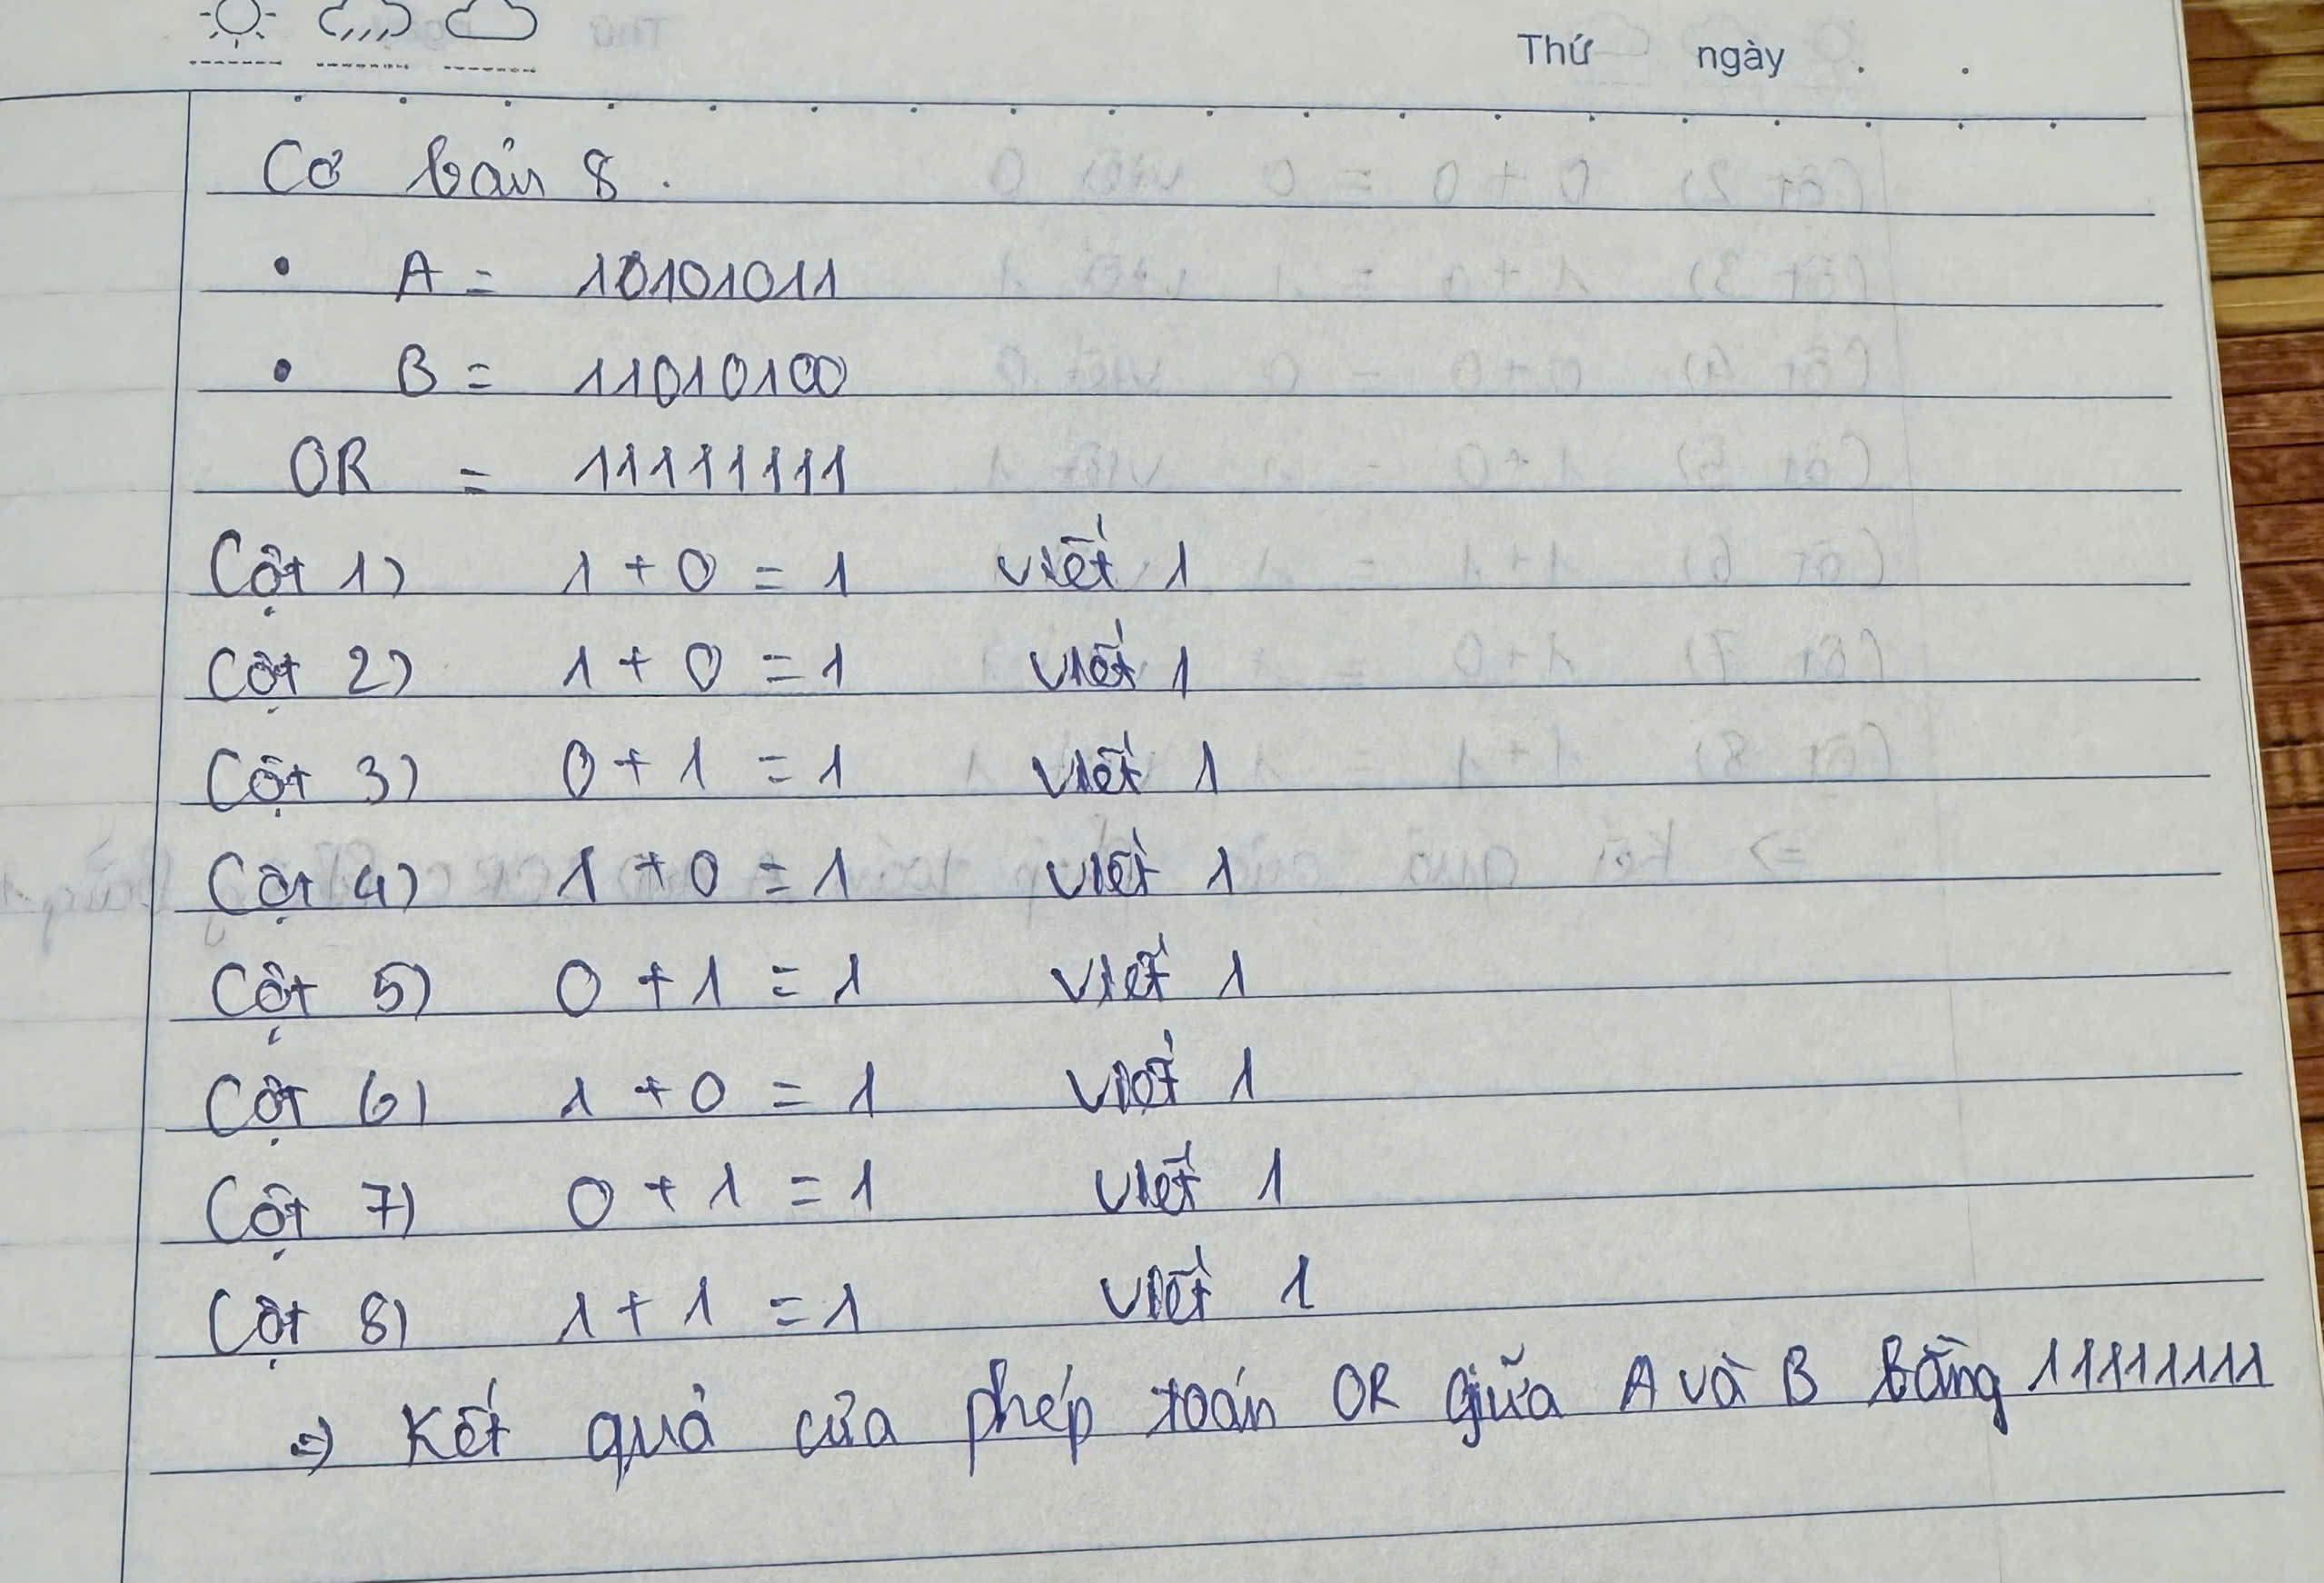 Thứ ngày
Cơ bản 8.
• A = 10101011
• B = 11010100
OR = 11111111
Cột 1) 1 + 0 = 1 viết 1
Cột 2) 1 + 0 = 1 viết 1
Cột 3) 0 + 1 = 1 viết 1
Cột 4) 1 + 0 = 1 viết 1
Cột 5) 0 + 1 = 1 viết 1
Cột 6) 1 + 0 = 1 viết 1
Cột 7) 0 + 1 = 1 viết 1
Cột 8) 1 + 1 = 1 viết 1
=> Kết quả của phép toán OR giữa A và B bằng 11111111